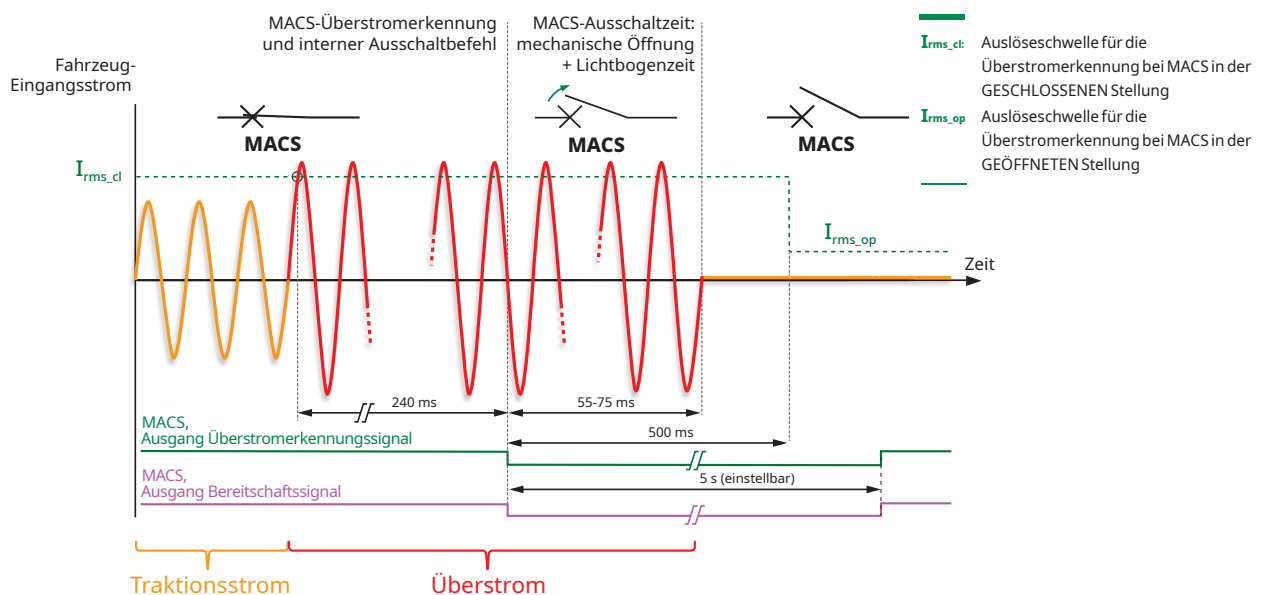 MACS-Überstromerkennung
und interner Ausschaltbefehl
MACS-Ausschaltzeit:
mechanische Öffnung
+ Lichtbogenzeit
Fahrzeug-
Eingangsstrom
MACS
MACS
MACS
Irms_cl
Irms_cl: Auslöseschwelle für die
Überstromerkennung bei MACS in der
GESCHLOSSENEN Stellung
Irms_op Auslöseschwelle für die
Überstromerkennung bei MACS in der
GEÖFFNETEN Stellung
Irms_op
Zeit
240 ms
55-75 ms
500 ms
MACS,
Ausgang Überstromerkennungssignal
5 s (einstellbar)
MACS,
Ausgang Bereitschaftssignal
Traktionsstrom
Überstrom